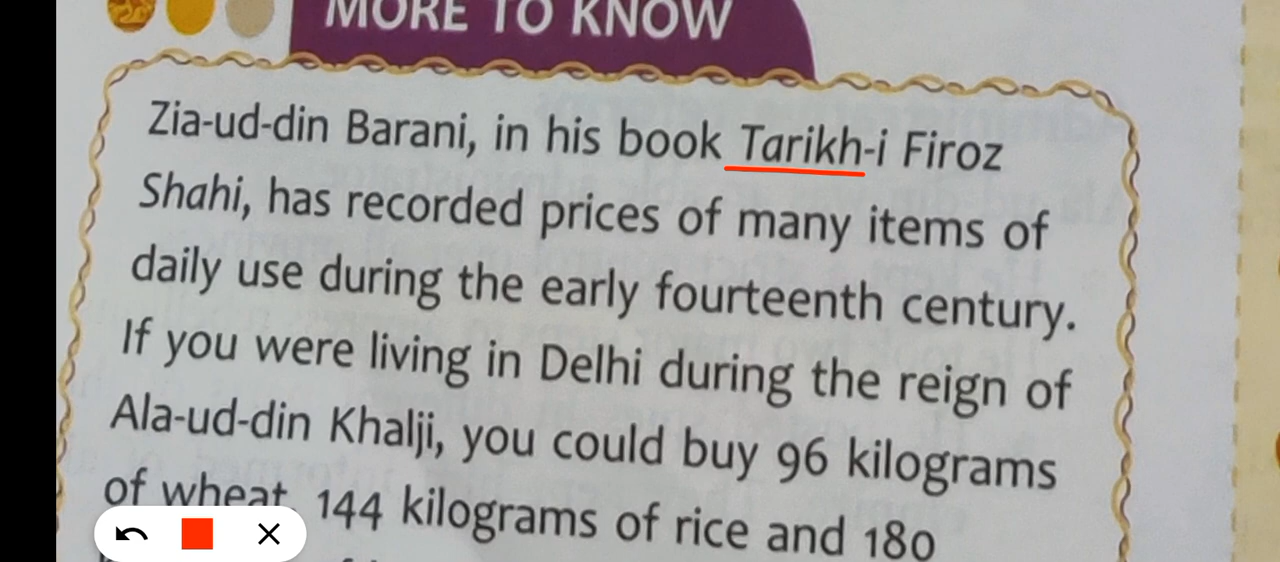 MORE TO KNOW
Zia-ud-din Barani, in his book Tarikh-i Firoz
Shahi, has recorded prices of many items of
daily use during the early fourteenth century.
If you were living in Delhi during the reign of
Ala-ud-din Khalji, you could buy 96 kilograms
of wheat, 144 kilograms of rice and 180